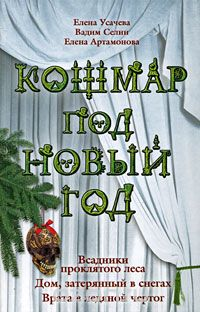 Елена Усачева
Вадим Селин
Елена Артамонова
КОШМАР
ПОД
НОВЫЙ
ГОД
Всадники
проклятого леса
Дом, затерянный в снегах
Врата в ледяной чертог